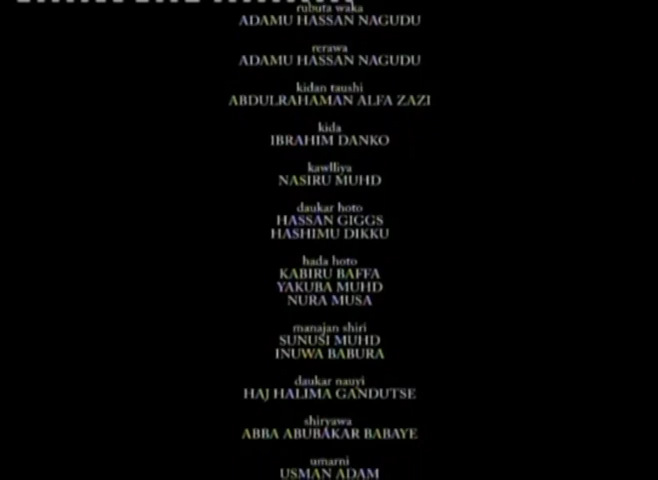 rubuta waka
ADAMU HASSAN NAGUDU
rerawa
ADAMU HASSAN NAGUDU
kidan taushi
ABDULRAHAMAN ALFA ZAZI
kida
IBRAHIM DANKO
kawlliya
NASIRU MUHD
daukar hoto
HASSAN GIGGS
HASHIMU DIKKU
hada hoto
KABIRU BAFFA
YAKUBA MUHD
NURA MUSA
manajan shiri
SUNUSI MUHD
INUWA BABURA
daukar nauyi
HAJ HALIMA GANDUTSE
shiryawa
ABBA ABUBAKAR BABAYE
umarni
USMAN ADAM